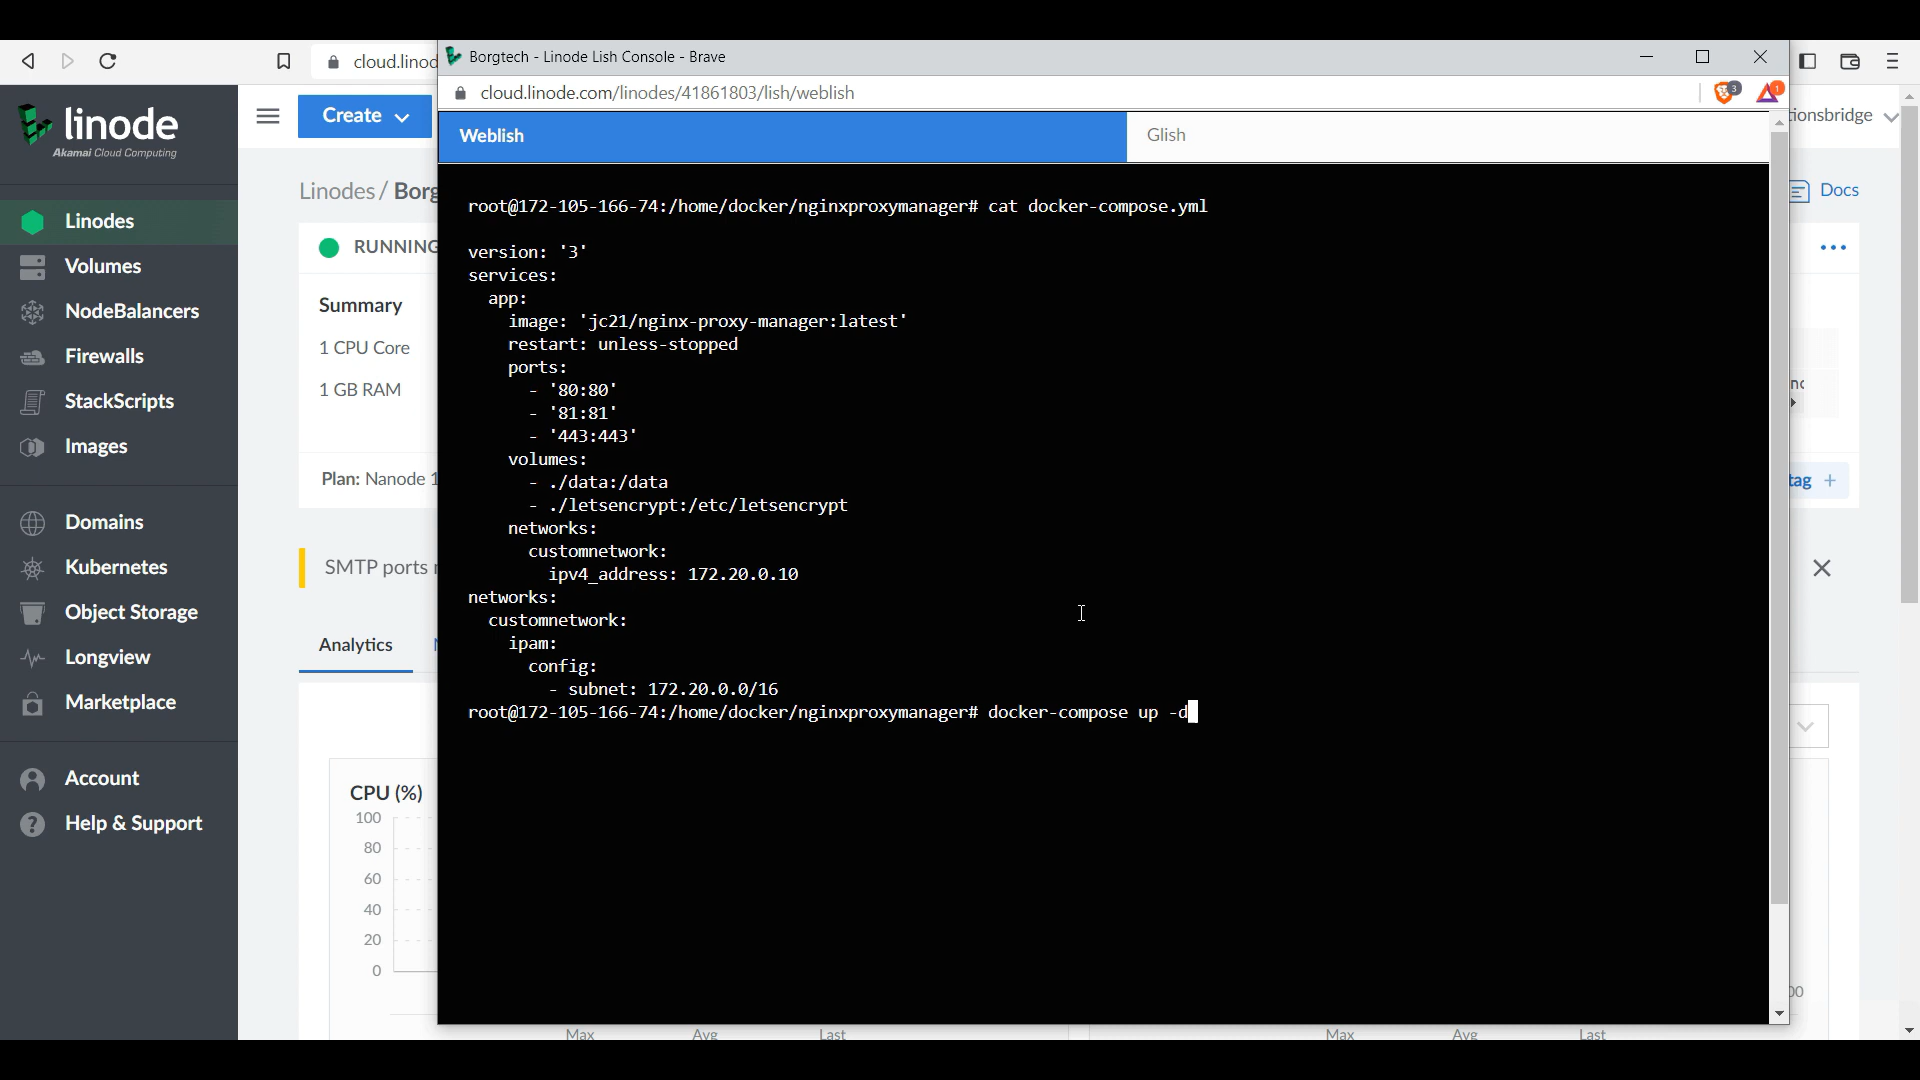 cloud.linod
Borgtech - Linode Lish Console - Brave
cloud.linode.com/linodes/41861803/lish/weblish
3
1
linode
Akamai Cloud Computing
Create
Weblish
Glish
ionsbridge
Linodes / Borg
Docs
Linodes
Volumes
NodeBalancers
Firewalls
StackScripts
Images
Domains
Kubernetes
Object Storage
Longview
Marketplace
Account
Help & Support
RUNNING
Summary
1 CPU Core
1 GB RAM
Plan: Nanode 1
tag +
SMTP ports
Analytics
CPU (%)
100
80
60
40
20
0
root@172-105-166-74:/home/docker/nginxproxymanager# cat docker-compose.yml
version: '3'
services:
  app:
    image: 'jc21/nginx-proxy-manager:latest'
    restart: unless-stopped
    ports:
      - '80:80'
      - '81:81'
      - '443:443'
    volumes:
      - ./data:/data
      - ./letsencrypt:/etc/letsencrypt
    networks:
      customnetwork:
        ipv4_address: 172.20.0.10
networks:
  customnetwork:
    ipam:
      config:
        - subnet: 172.20.0.0/16
root@172-105-166-74:/home/docker/nginxproxymanager# docker-compose up -d
Max Avg Last
Max Avg Last